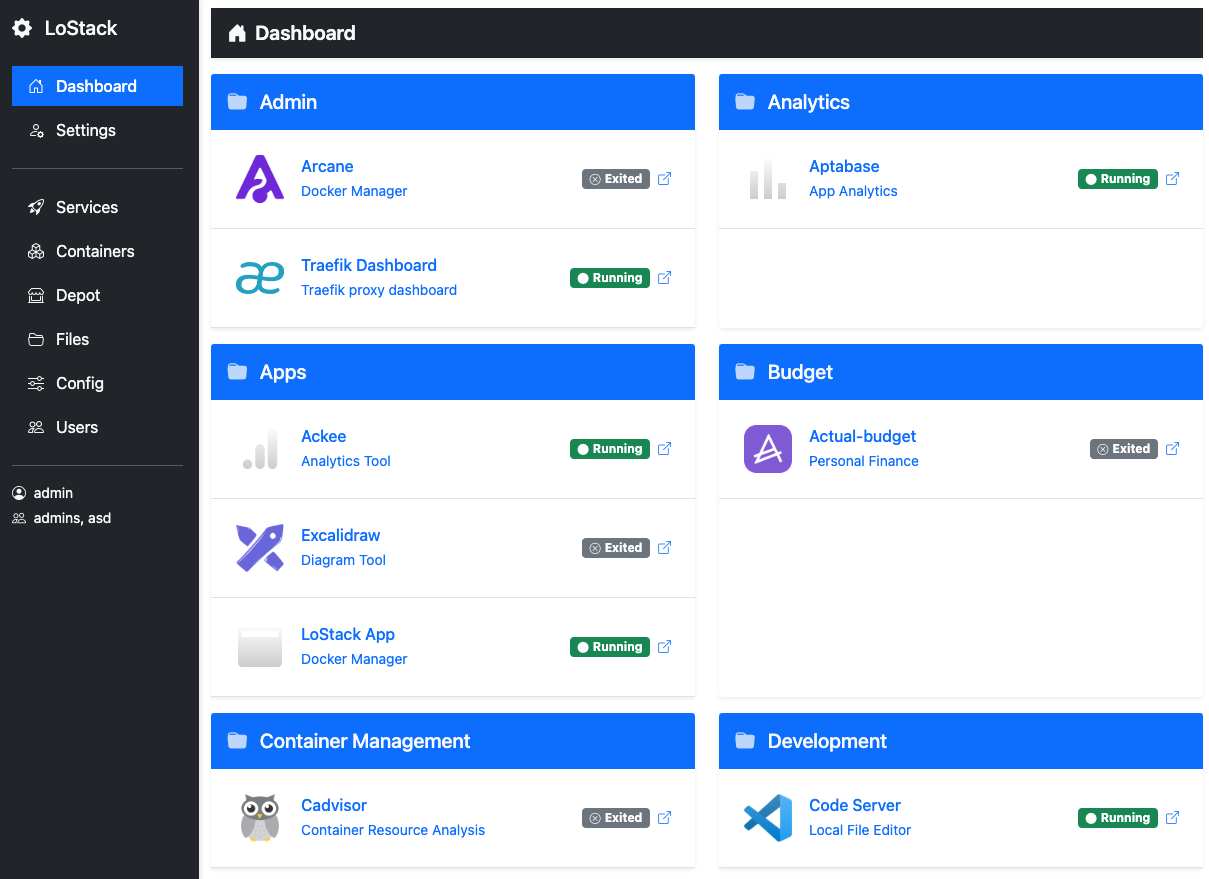 LoStack
Dashboard
Settings
Services
Containers
Depot
Files
Config
Users
admin
admins, asd
Dashboard
Admin
Arcane
Docker Manager
Exited
Traefik Dashboard
Traefik proxy dashboard
Running
Analytics
Aptabase
App Analytics
Running
Apps
Ackee
Analytics Tool
Running
Excalidraw
Diagram Tool
Exited
LoStack App
Docker Manager
Running
Budget
Actual-budget
Personal Finance
Exited
Container Management
Cadvisor
Container Resource Analysis
Exited
Development
Code Server
Local File Editor
Running